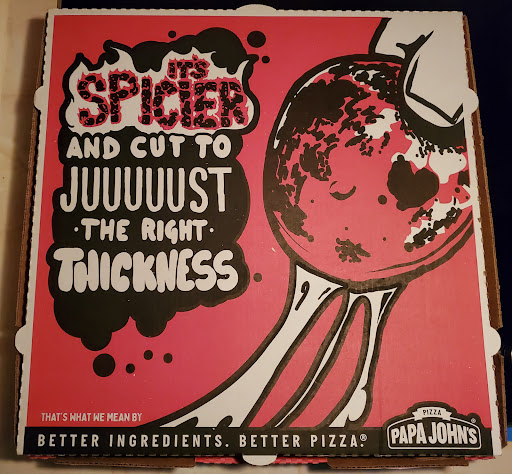 IT'S
SPICIER
AND CUT TO
JUUUUUST
·THE RIGHT·
THICKNESS
THAT'S WHAT WE MEAN BY
BETTER INGREDIENTS. BETTER PIZZA®
PIZZA
PAPA JOHN'S